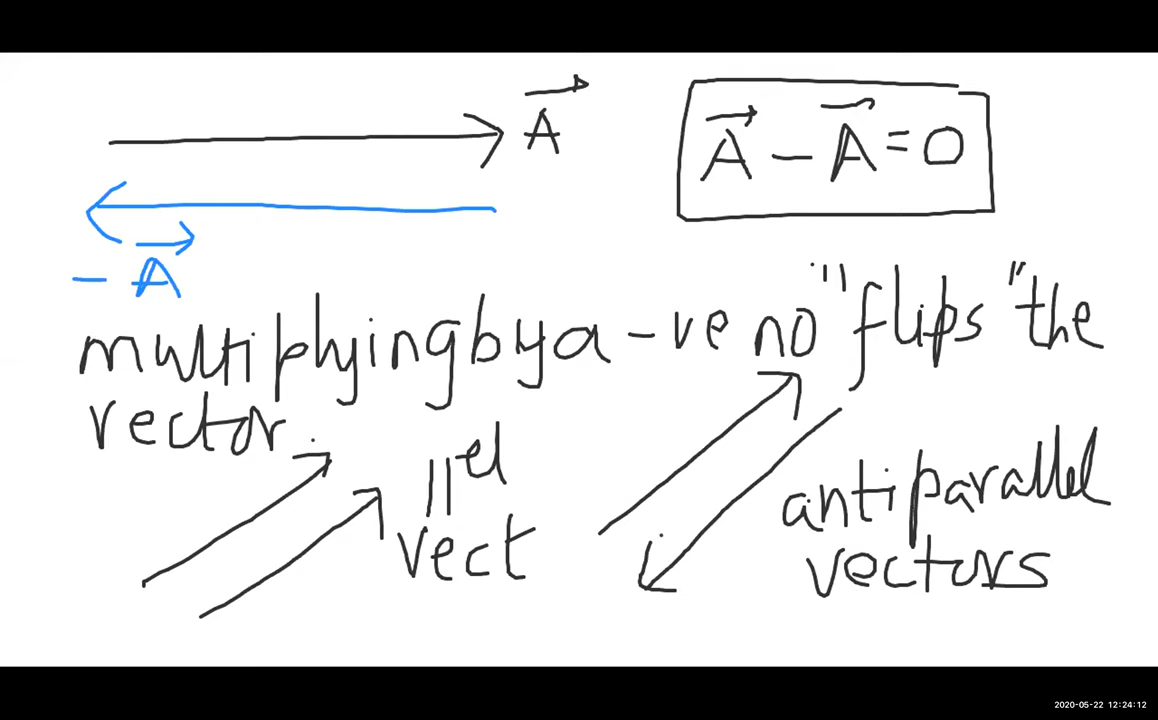 A
A - A = 0
- A
multiplying by a -ve no "flips" the
vector.
||el
vect
antiparallel
vectors
2020-05-22 12:24:12